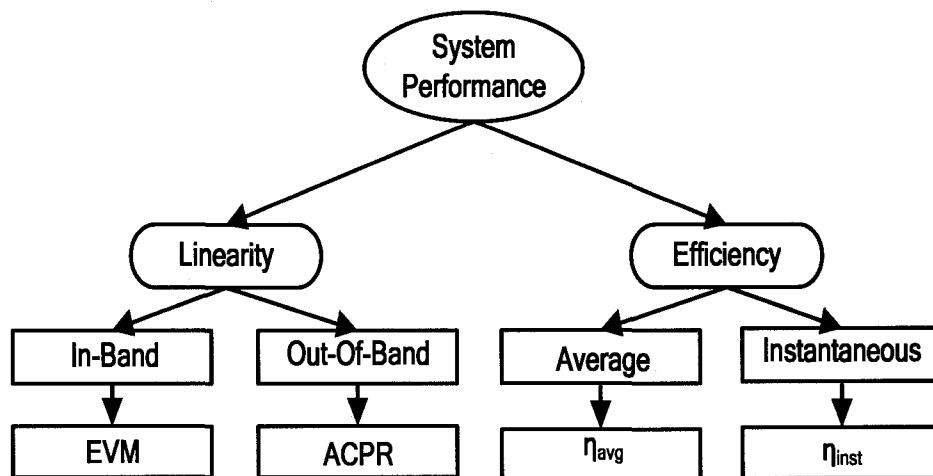 System
Performance
Linearity
Efficiency
In-Band
Out-Of-Band
Average
Instantaneous
EVM
ACPR
ηavg
ηinst